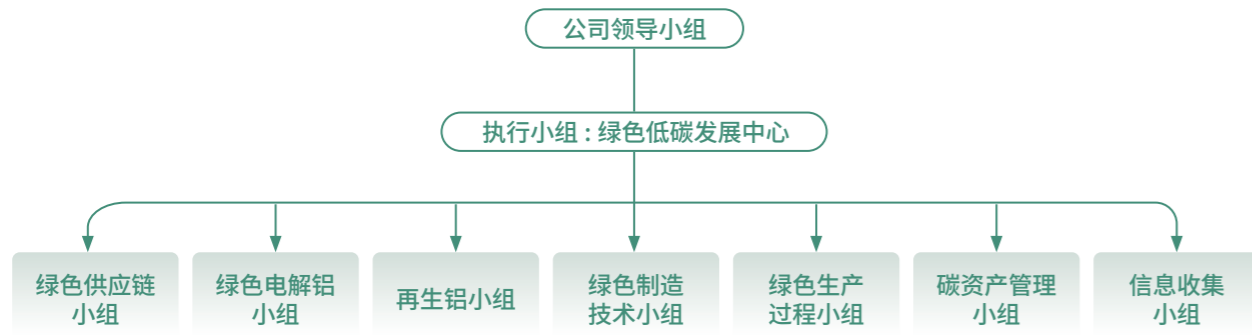 公司领导小组
执行小组：绿色低碳发展中心
绿色供应链
小组
绿色电解铝
小组
再生铝小组
绿色制造
技术小组
绿色生产
过程小组
碳资产管理
小组
信息收集
小组